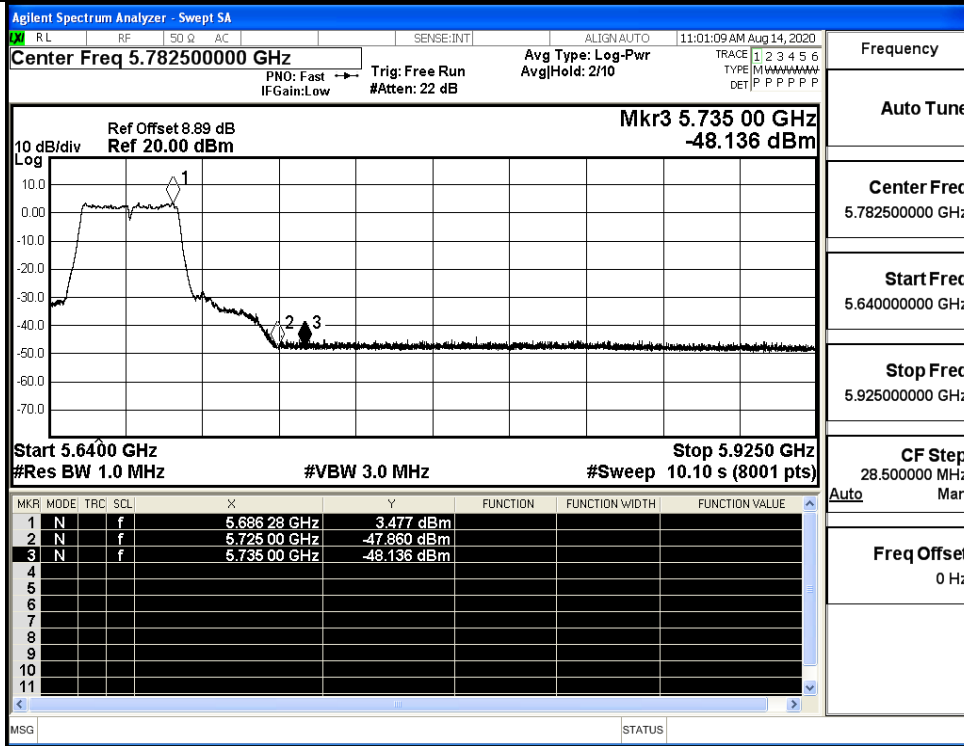 Agilent Spectrum Analyzer - Swept SA
LXI RL RF 50 Ω AC SENSE:INT ALIGN AUTO 11:01:09 AM Aug 14, 2020
Center Freq 5.782500000 GHz
PNO: Fast
IFGain:Low
Trig: Free Run
#Atten: 22 dB
Avg Type: Log-Pwr
Avg|Hold: 2/10
TRACE 1 2 3 4 5 6
TYPE M WWWWW
DET P P P P P P
Mkr3 5.735 00 GHz
-48.136 dBm
Ref Offset 8.89 dB
10 dB/div Ref 20.00 dBm
Log
10.0
0.00
-10.0
-20.0
-30.0
-40.0
-50.0
-60.0
-70.0
1
2
3
Start 5.6400 GHz Stop 5.9250 GHz
#Res BW 1.0 MHz #VBW 3.0 MHz #Sweep 10.10 s (8001 pts)
MKR MODE TRC SCL X Y FUNCTION FUNCTION WIDTH FUNCTION VALUE
1 N f 5.686 28 GHz 3.477 dBm
2 N f 5.725 00 GHz -47.860 dBm
3 N f 5.735 00 GHz -48.136 dBm
4
5
6
7
8
9
10
11
MSG STATUS
Frequency
Auto Tune
Center Freq
5.782500000 GHz
Start Freq
5.640000000 GHz
Stop Freq
5.925000000 GHz
CF Step
28.500000 MHz
Auto Man
Freq Offset
0 Hz